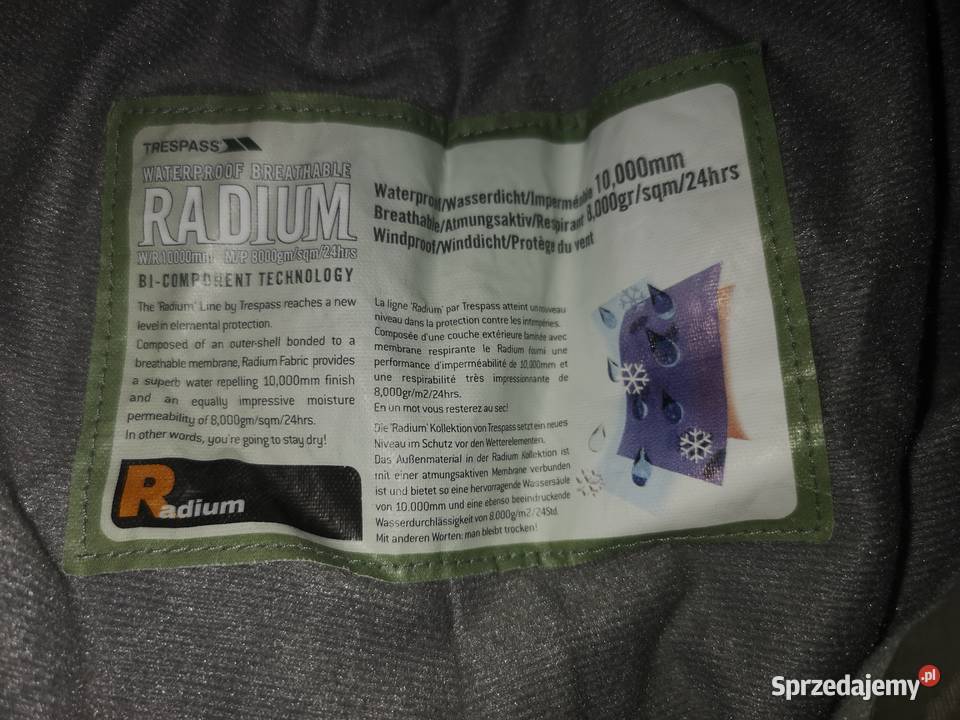 TRESPASS
WATERPROOF BREATHABLE
RADIUM
W/R 10000mm M/P 8000gm/sqm/24hrs
BI-COMPONENT TECHNOLOGY
The 'Radium' Line by Trespass reaches a new
level in elemental protection.
Composed of an outer-shell bonded to a
breathable membrane, Radium Fabric provides
a superb water repelling 10,000mm finish
and an equally impressive moisture
permeability of 8,000gm/sqm/24hrs.
In other words, you're going to stay dry!
Radium
Waterproof/Wasserdicht/Imperméable 10,000mm
Breathable/Atmungsaktiv/Respirant 8,000gr/sqm/24hrs
Windproof/Winddicht/Protège du vent
La ligne 'Radium' par Trespass atteint un nouveau
niveau dans la protection contre les intempéries.
Composée d'une couche extérieure laminée avec
membrane respirante le Radium fourni une
performance d'imperméabilité de 10,000mm et
une respirabilité très impressionnante de
8,000gr/m2/24hrs.
En un mot vous resterez au sec!
Die 'Radium' Kollektion von Trespass setzt ein neues
Niveau im Schutz vor den Wetterelementen.
Das Außenmaterial in der Radium Kollektion ist
mit einer atmungsaktiven Membrane verbunden
ist und bietet so eine hervorragende Wassersäule
von 10.000mm und eine ebenso beeindruckende
Wasserdurchlässigkeit von 8.000g/m2/24Std.
Mit anderen Worten: man bleibt trocken!
Sprzedajemy.pl